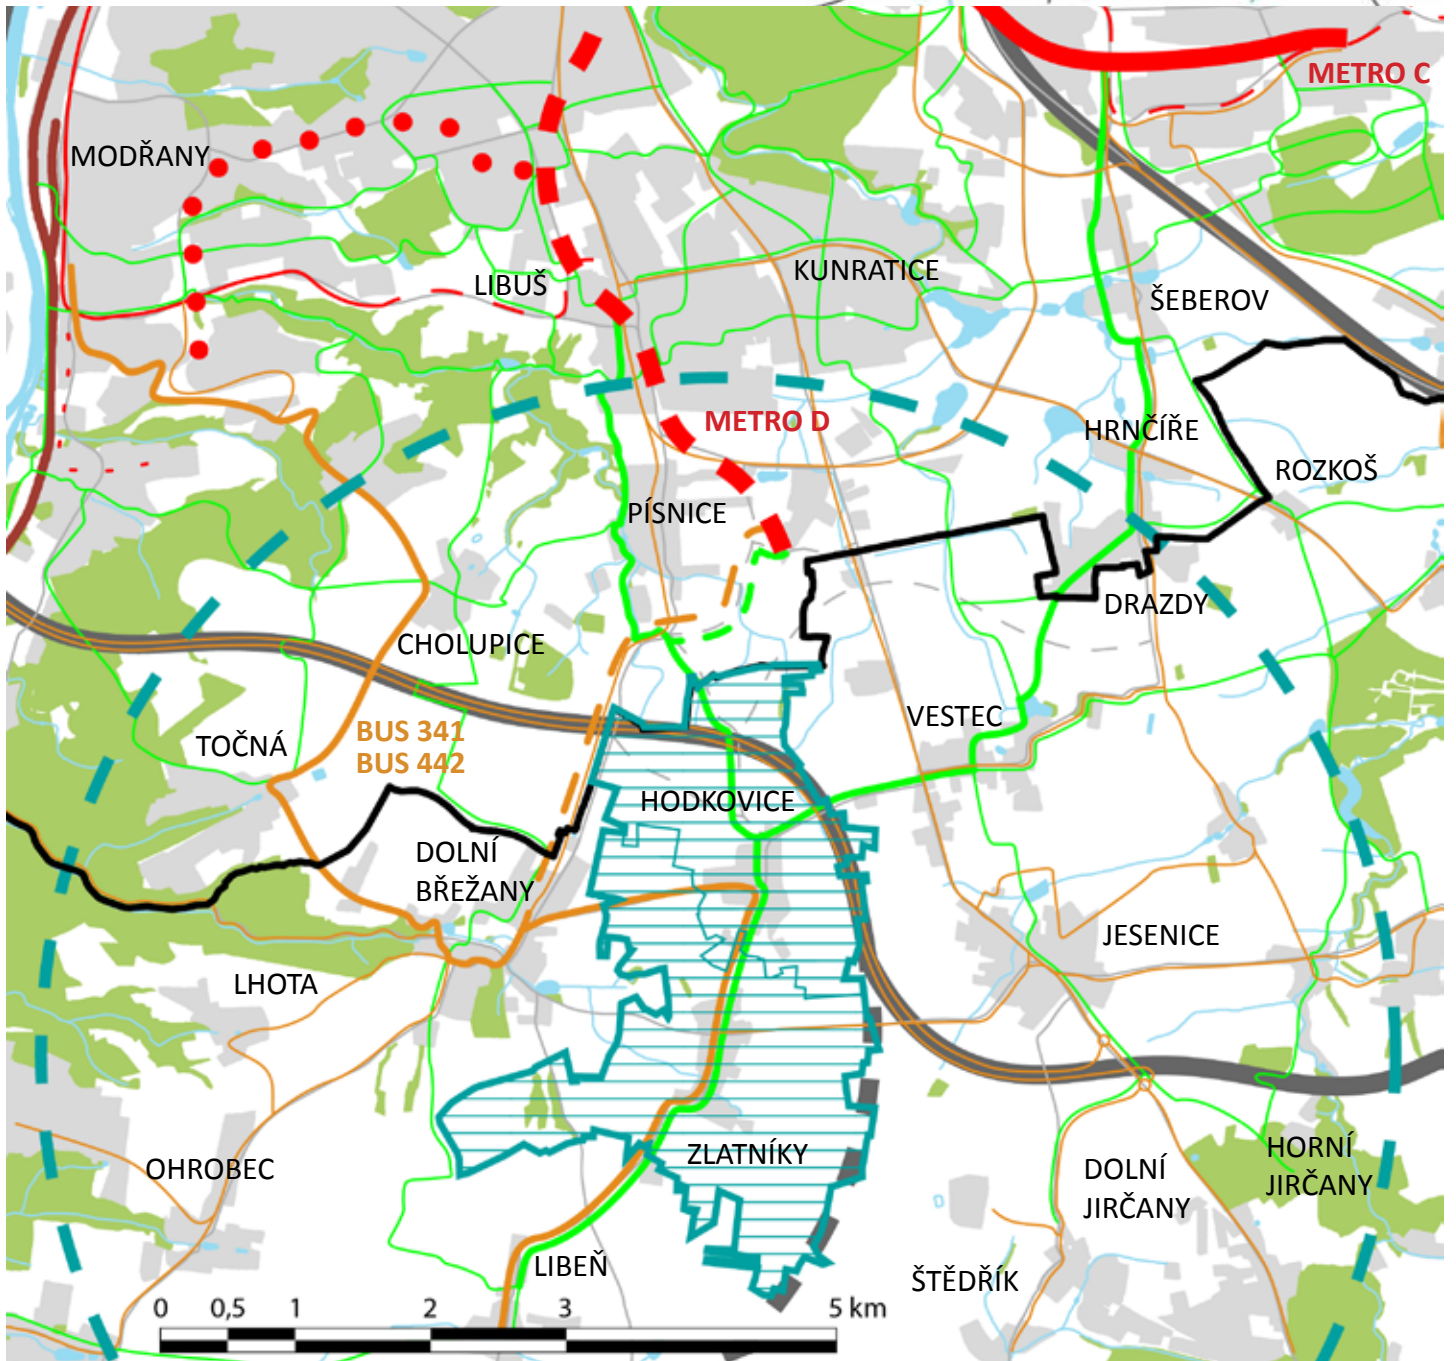 METRO C
MODŘANY
KUNRATICE
LIBUŠ
ŠEBEROV
METRO D
HRNČÍŘE
ROZKOŠ
PÍSNICE
DRAZDY
CHOLUPICE
VESTEC
BUS 341
TOČNÁ
BUS 442
HODKOVICE
DOLNÍ
BŘEŽANY
JESENICE
LHOTA
ZLATNÍKY
HORNÍ
JIRČANY
OHROBEC
DOLNÍ
JIRČANY
LIBEŇ
ŠTĚDŘÍK
0 0,5 1 2 3 5 km